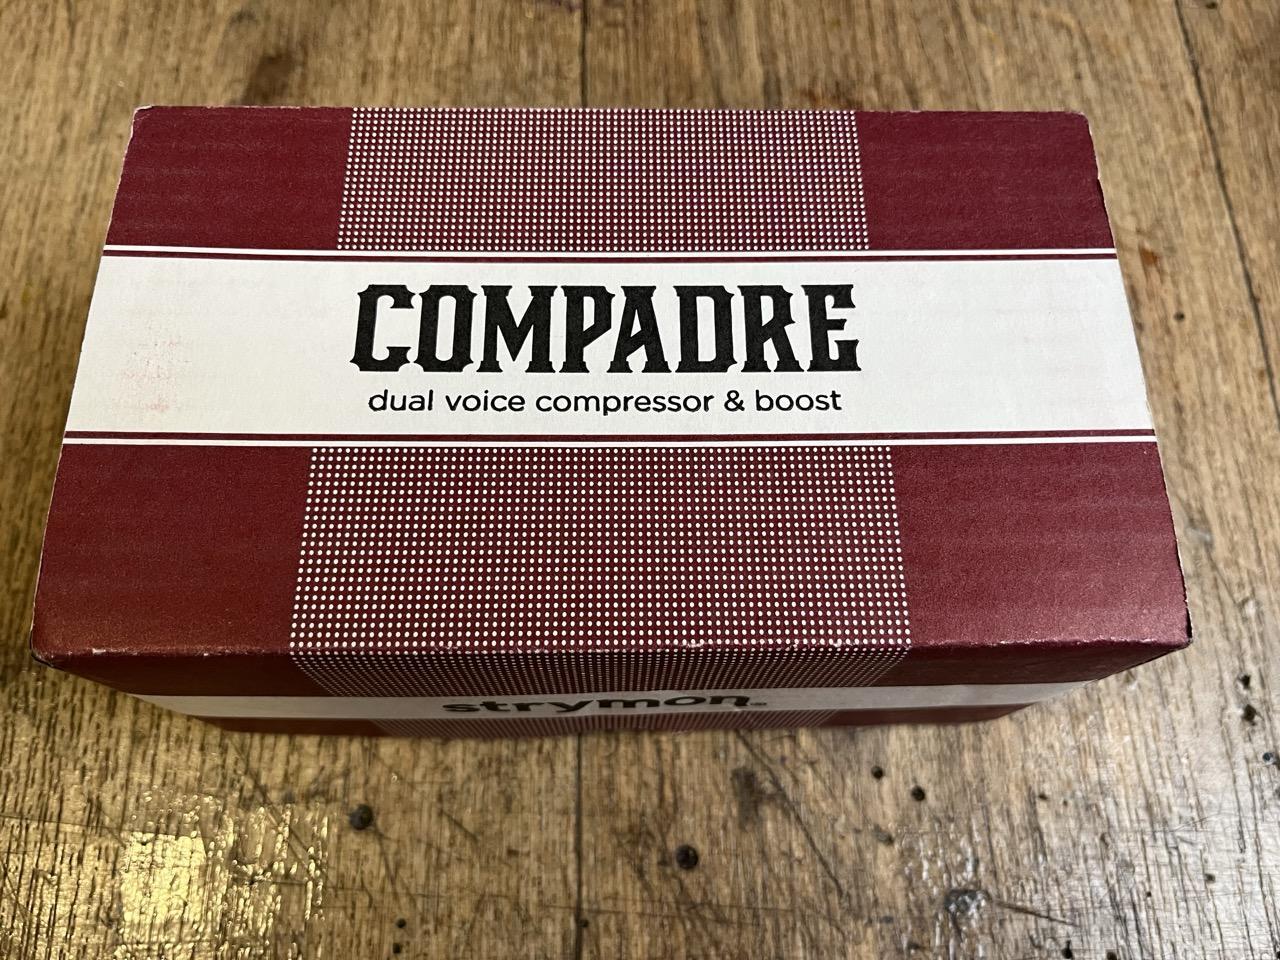 COMPADRE
dual voice compressor & boost
strymon®